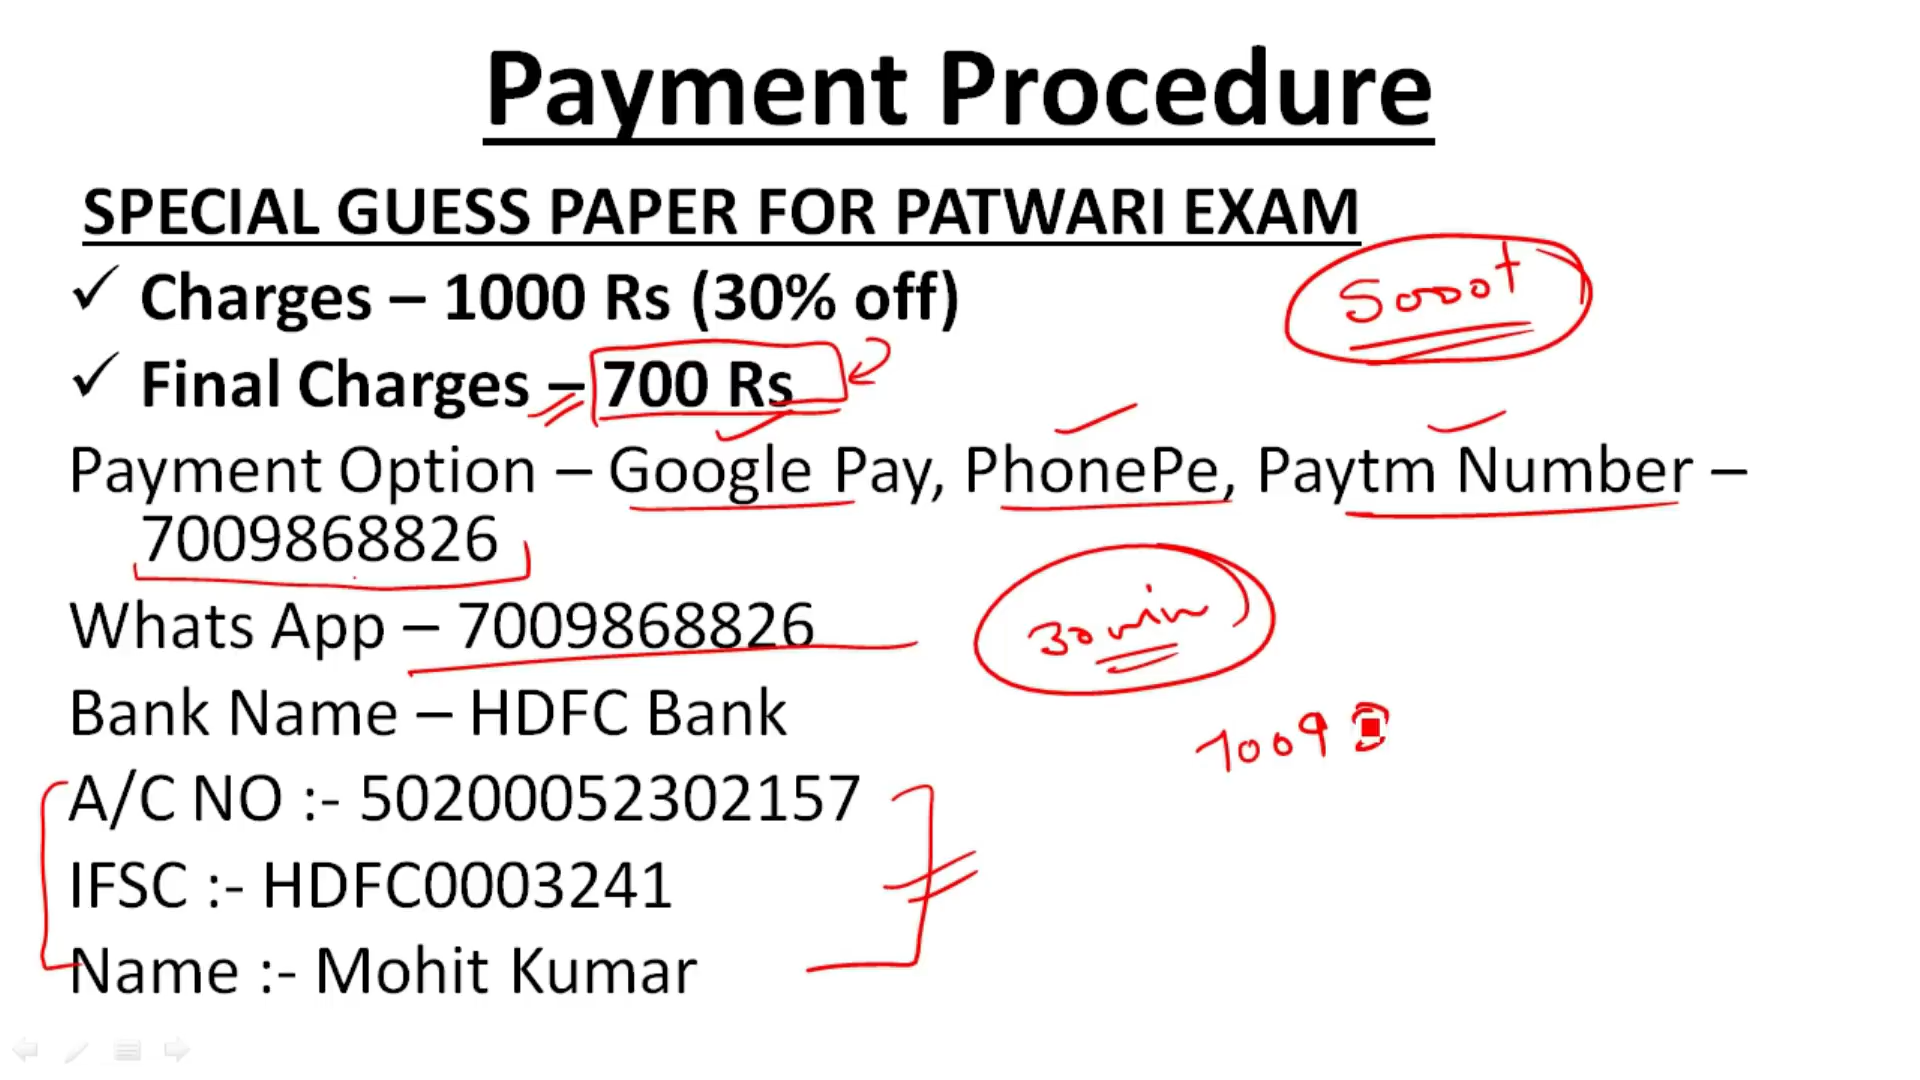 Payment Procedure
SPECIAL GUESS PAPER FOR PATWARI EXAM
✓ Charges – 1000 Rs (30% off)
5000+
✓ Final Charges – 700 Rs
Payment Option – Google Pay, PhonePe, Paytm Number –
7009868826
Whats App – 7009868826
30 min
Bank Name – HDFC Bank
7009
A/C NO :- 50200052302157
IFSC :- HDFC0003241
Name :- Mohit Kumar